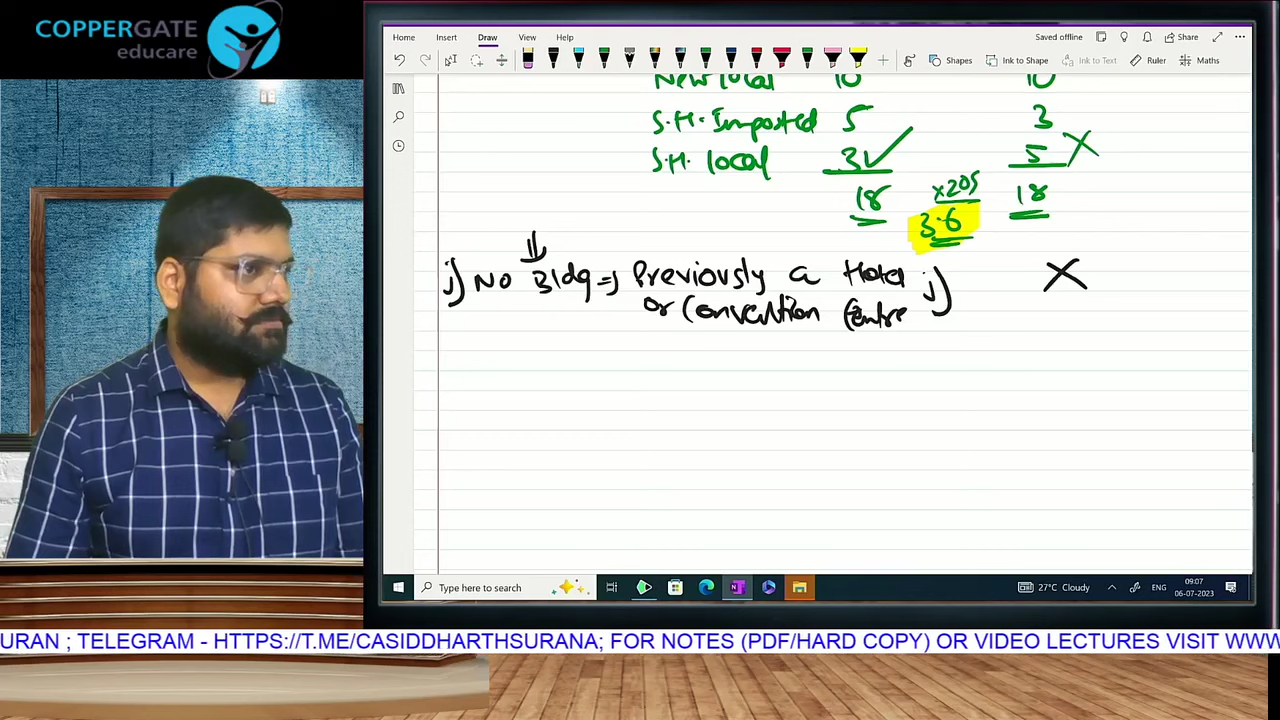 COPPERGATE
educare
Home Insert Draw View Help
Saved offline
Share
Shapes
Ink to Shape
Ink to Text
Ruler
Maths
New local 10 10
S.H. Imported 5 3
S.H. local 3 5
18 x20% 18
3.6
j) No Bldg => Previously a Hotel j)
or Convention Centre
Type here to search
27°C Cloudy
ENG
09:07
06-07-2023
URAN ; TELEGRAM - HTTPS://T.ME/CASIDDHARTHSURANA; FOR NOTES (PDF/HARD COPY) OR VIDEO LECTURES VISIT WWW